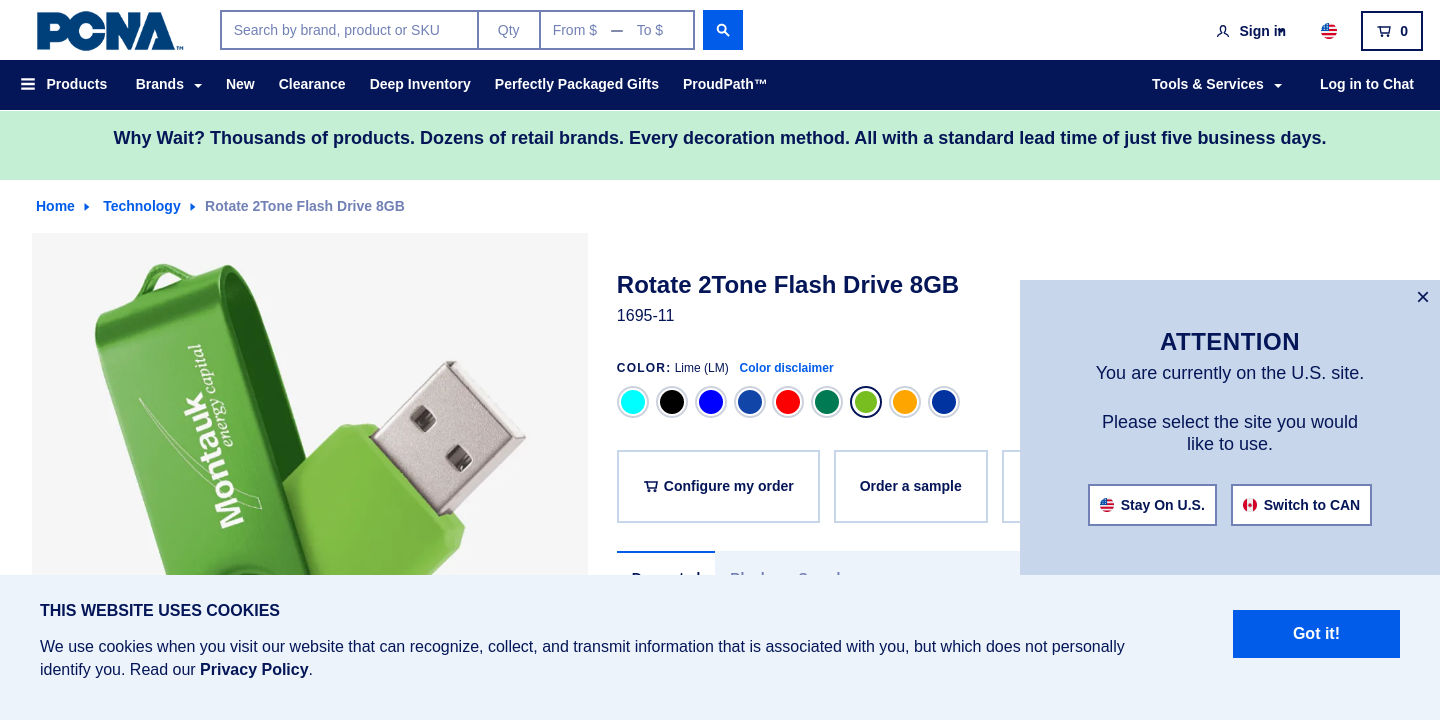 PCNA™
Search by brand, product or SKU Qty From $ — To $
Sign in
0
Products Brands New Clearance Deep Inventory Perfectly Packaged Gifts ProudPath™ Tools & Services Log in to Chat
Why Wait? Thousands of products. Dozens of retail brands. Every decoration method. All with a standard lead time of just five business days.
Home Technology Rotate 2Tone Flash Drive 8GB
Montauk
energy capital
Rotate 2Tone Flash Drive 8GB
1695-11
COLOR: Lime (LM) Color disclaimer
Configure my order Order a sample
×
ATTENTION
You are currently on the U.S. site.
Please select the site you would
like to use.
Stay On U.S. Switch to CAN
THIS WEBSITE USES COOKIES
We use cookies when you visit our website that can recognize, collect, and transmit information that is associated with you, but which does not personally
identify you. Read our Privacy Policy.
Got it!